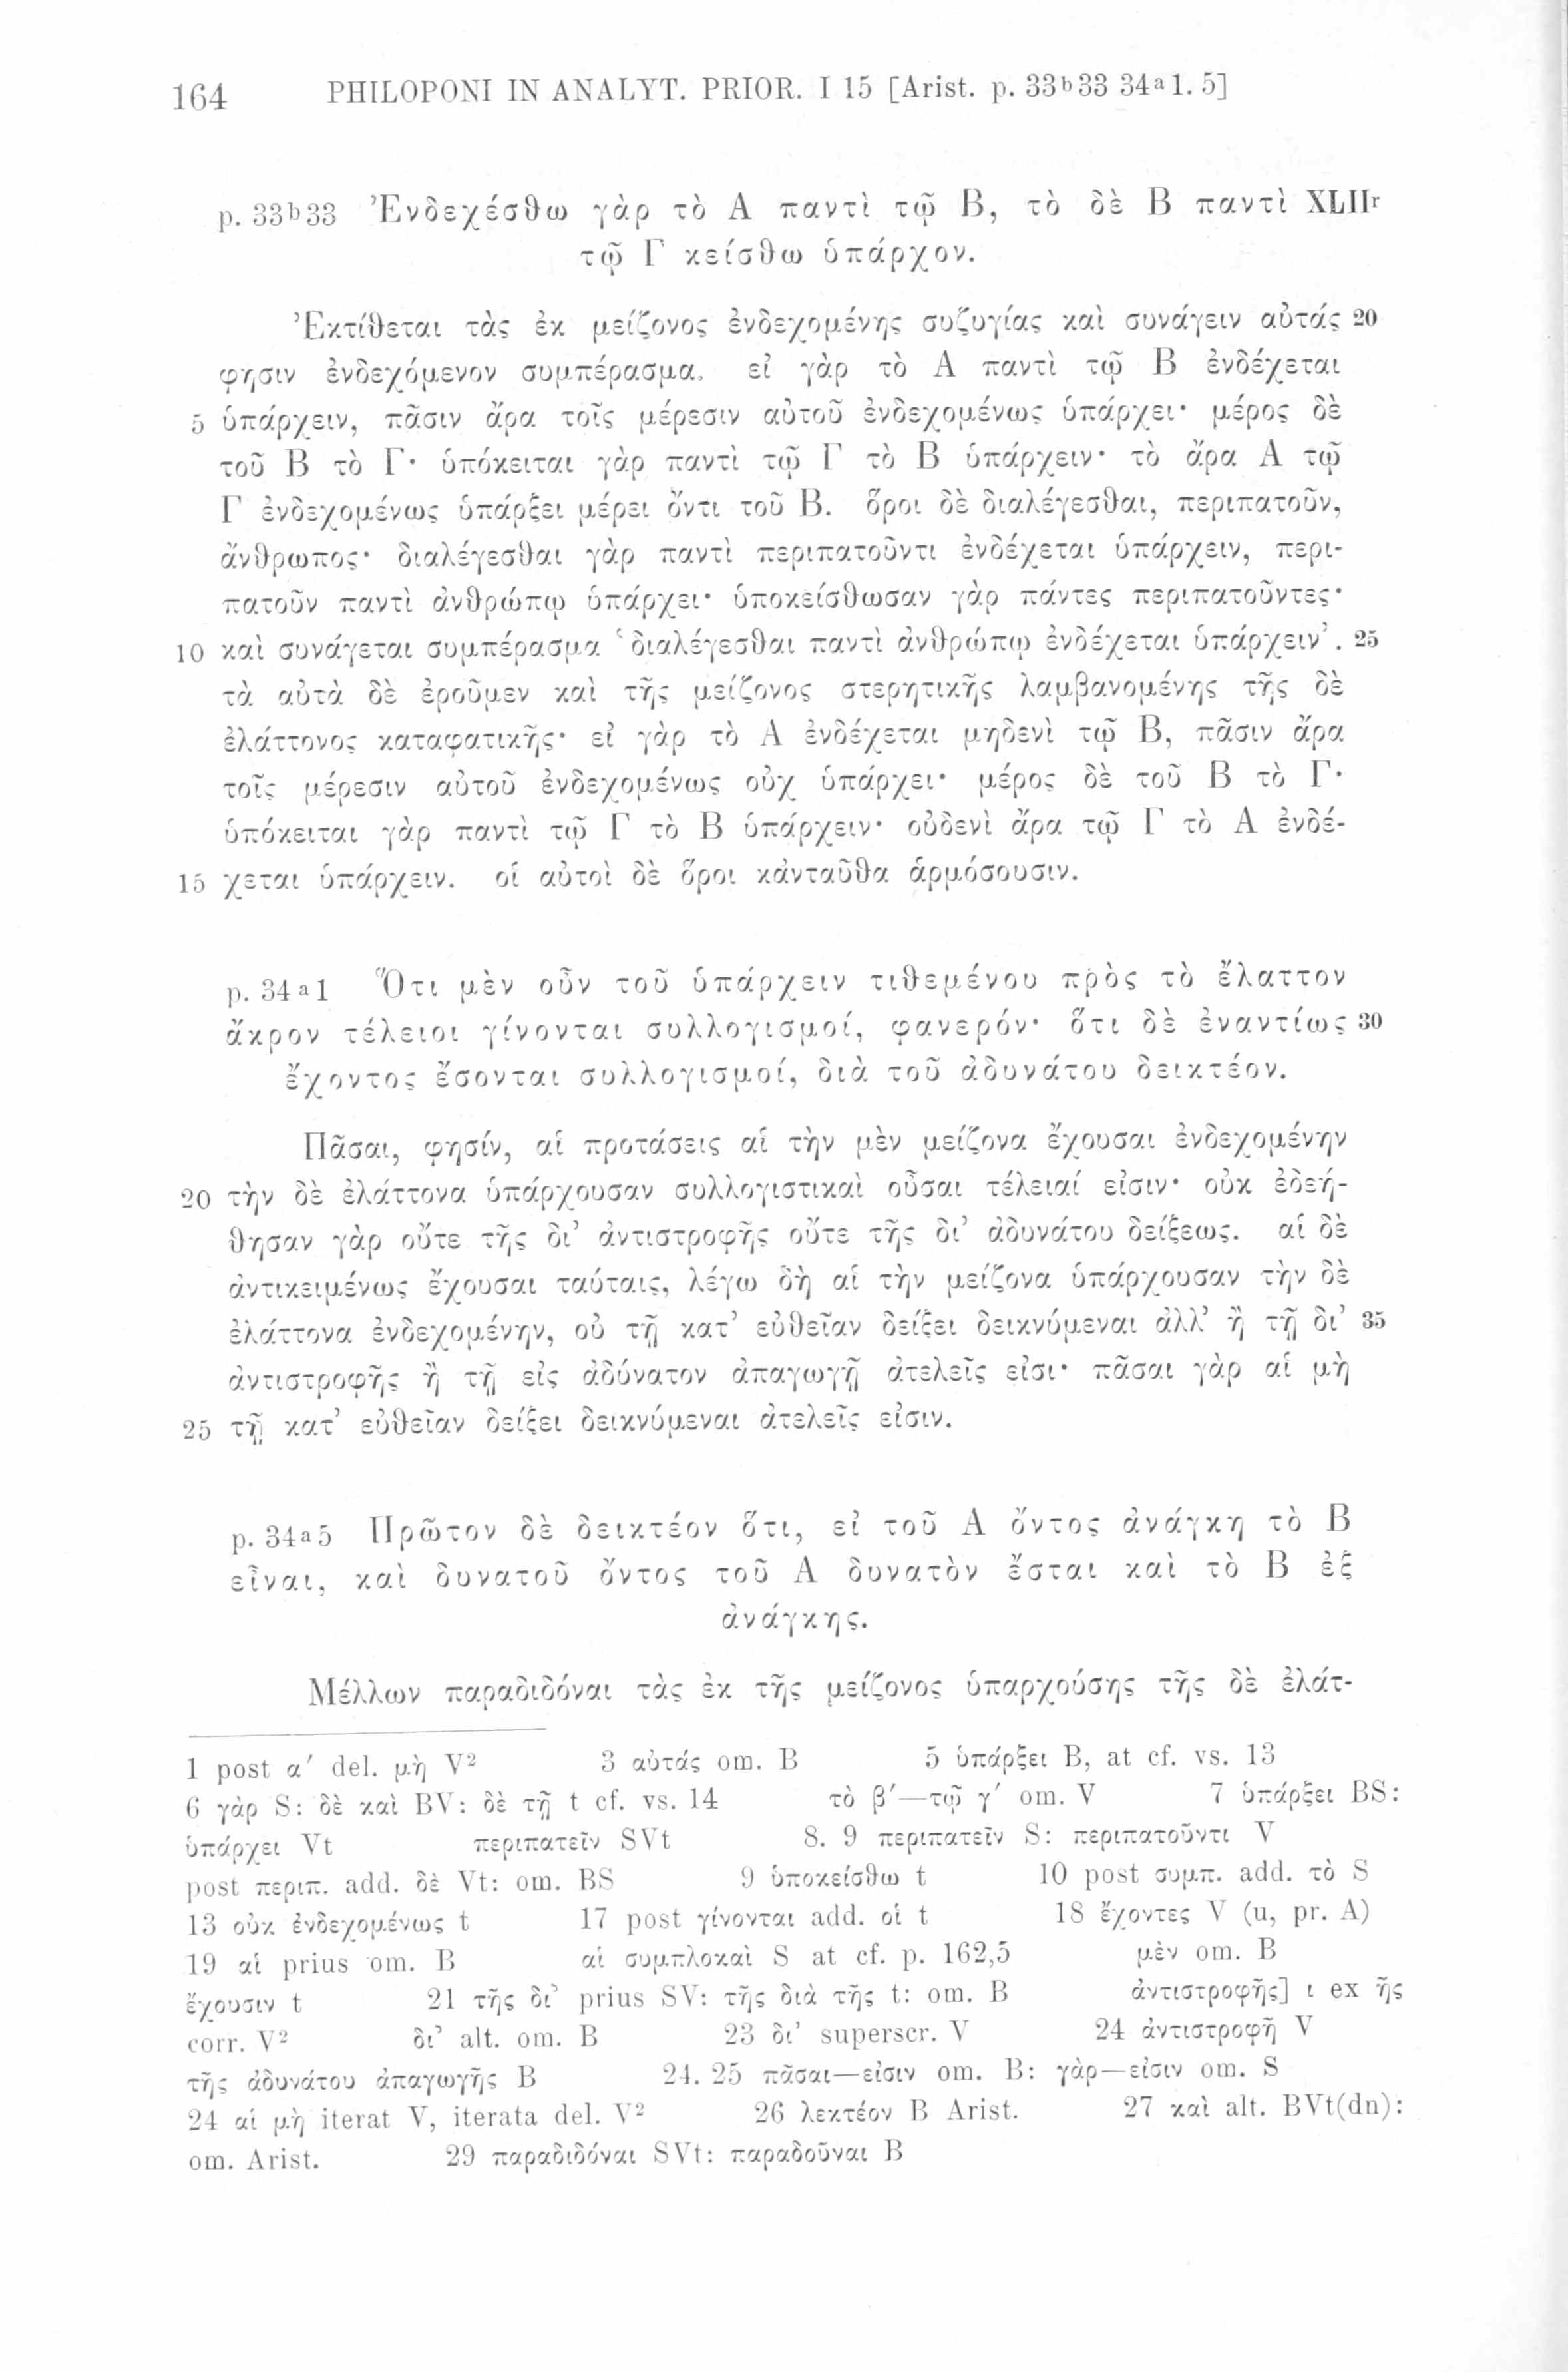 164 PHILOPONI IN ANALYT. PRIOR. I 15 [Arist. p. 33ᵇ33 34ᵃ1. 5]
p. 33ᵇ33 Ἐνδεχέσθω γὰρ τὸ Α παντὶ τῷ Β, τὸ δὲ Β παντὶ XLIIʳ
τῷ Γ κείσθω ὑπάρχον.
Ἐκτίθεται τὰς ἐκ μείζονος ἐνδεχομένης συζυγίας καὶ συνάγειν αὐτάς 20
φησιν ἐνδεχόμενον συμπέρασμα. εἰ γὰρ τὸ Α παντὶ τῷ Β ἐνδέχεται
5 ὑπάρχειν, πᾶσιν ἄρα τοῖς μέρεσιν αὐτοῦ ἐνδεχομένως ὑπάρχει· μέρος δὲ
τοῦ Β τὸ Γ· ὑπόκειται γὰρ παντὶ τῷ Γ τὸ Β ὑπάρχειν· τὸ ἄρα Α τῷ
Γ ἐνδεχομένως ὑπάρξει μέρει ὄντι τοῦ Β. ὅροι δὲ διαλέγεσθαι, περιπατοῦν,
ἄνθρωπος· διαλέγεσθαι γὰρ παντὶ περιπατοῦντι ἐνδέχεται ὑπάρχειν, περι-
πατοῦν παντὶ ἀνθρώπῳ ὑπάρχει· ὑποκείσθωσαν γὰρ πάντες περιπατοῦντες·
10 καὶ συνάγεται συμπέρασμα ‘διαλέγεσθαι παντὶ ἀνθρώπῳ ἐνδέχεται ὑπάρχειν’. 25
τὰ αὐτὰ δὲ ἐροῦμεν καὶ τῆς μείζονος στερητικῆς λαμβανομένης τῆς δὲ
ἐλάττονος καταφατικῆς· εἰ γὰρ τὸ Α ἐνδέχεται μηδενὶ τῷ Β, πᾶσιν ἄρα
τοῖς μέρεσιν αὐτοῦ ἐνδεχομένως οὐχ ὑπάρχει· μέρος δὲ τοῦ Β τὸ Γ·
ὑπόκειται γὰρ παντὶ τῷ Γ τὸ Β ὑπάρχειν· οὐδενὶ ἄρα τῷ Γ τὸ Α ἐνδέ-
15 χεται ὑπάρχειν. οἱ αὐτοὶ δὲ ὅροι κἀνταῦθα ἁρμόσουσιν.
p. 34ᵃ1 Ὅτι μὲν οὖν τοῦ ὑπάρχειν τιθεμένου πρὸς τὸ ἔλαττον
ἄκρον τέλειοι γίνονται συλλογισμοί, φανερόν· ὅτι δὲ ἐναντίως 30
ἔχοντος ἔσονται συλλογισμοί, διὰ τοῦ ἀδυνάτου δεικτέον.
Πᾶσαι, φησίν, αἱ προτάσεις αἱ τὴν μὲν μείζονα ἔχουσαι ἐνδεχομένην
20 τὴν δὲ ἐλάττονα ὑπάρχουσαν συλλογιστικαὶ οὖσαι τέλειαί εἰσιν· οὐκ ἐδεή-
θησαν γὰρ οὔτε τῆς δι’ ἀντιστροφῆς οὔτε τῆς δι’ ἀδυνάτου δείξεως. αἱ δὲ
ἀντικειμένως ἔχουσαι ταύταις, λέγω δὴ αἱ τὴν μείζονα ὑπάρχουσαν τὴν δὲ
ἐλάττονα ἐνδεχομένην, οὐ τῇ κατ’ εὐθεῖαν δείξει δεικνύμεναι ἀλλ’ ἢ τῇ δι’ 35
ἀντιστροφῆς ἢ τῇ εἰς ἀδύνατον ἀπαγωγῇ ἀτελεῖς εἰσι· πᾶσαι γὰρ αἱ μὴ
25 τῇ κατ’ εὐθεῖαν δείξει δεικνύμεναι ἀτελεῖς εἰσιν.
p. 34ᵃ5 Πρῶτον δὲ δεικτέον ὅτι, εἰ τοῦ Α ὄντος ἀνάγκη τὸ Β
εἶναι, καὶ δυνατοῦ ὄντος τοῦ Α δυνατὸν ἔσται καὶ τὸ Β ἐξ
ἀνάγκης.
Μέλλων παραδιδόναι τὰς ἐκ τῆς μείζονος ὑπαρχούσης τῆς δὲ ἐλάτ-
1 post α′ del. μὴ V² 3 αὐτάς om. B 5 ὑπάρξει B, at cf. vs. 13
6 γὰρ S: δὲ καὶ BV: δὲ τῇ t cf. vs. 14 τὸ β′—τῷ γ′ om. V 7 ὑπάρξει BS:
ὑπάρχει Vt περιπατεῖν SVt 8. 9 περιπατεῖν S: περιπατοῦντι V
post περιπ. add. δὲ Vt: om. BS 9 ὑποκείσθω t 10 post συμπ. add. τὸ S
13 οὐκ ἐνδεχομένως t 17 post γίνονται add. οἱ t 18 ἔχοντες V (u, pr. A)
19 αἱ prius om. B αἱ συμπλοκαὶ S at cf. p. 162,5 μὲν om. B
ἔχουσιν t 21 τῆς δι’ prius SV: τῆς διὰ τῆς t: om. B ἀντιστροφῆς] ι ex ῆς
corr. V² δι’ alt. om. B 23 δι’ superscr. V 24 ἀντιστροφῇ V
τῆς ἀδυνάτου ἀπαγωγῆς B 24. 25 πᾶσαι—εἰσιν om. B: γὰρ—εἰσιν om. S
24 αἱ μὴ iterat V, iterata del. V² 26 λεκτέον B Arist. 27 καὶ alt. BVt(dn):
om. Arist. 29 παραδιδόναι SVt: παραδοῦναι B